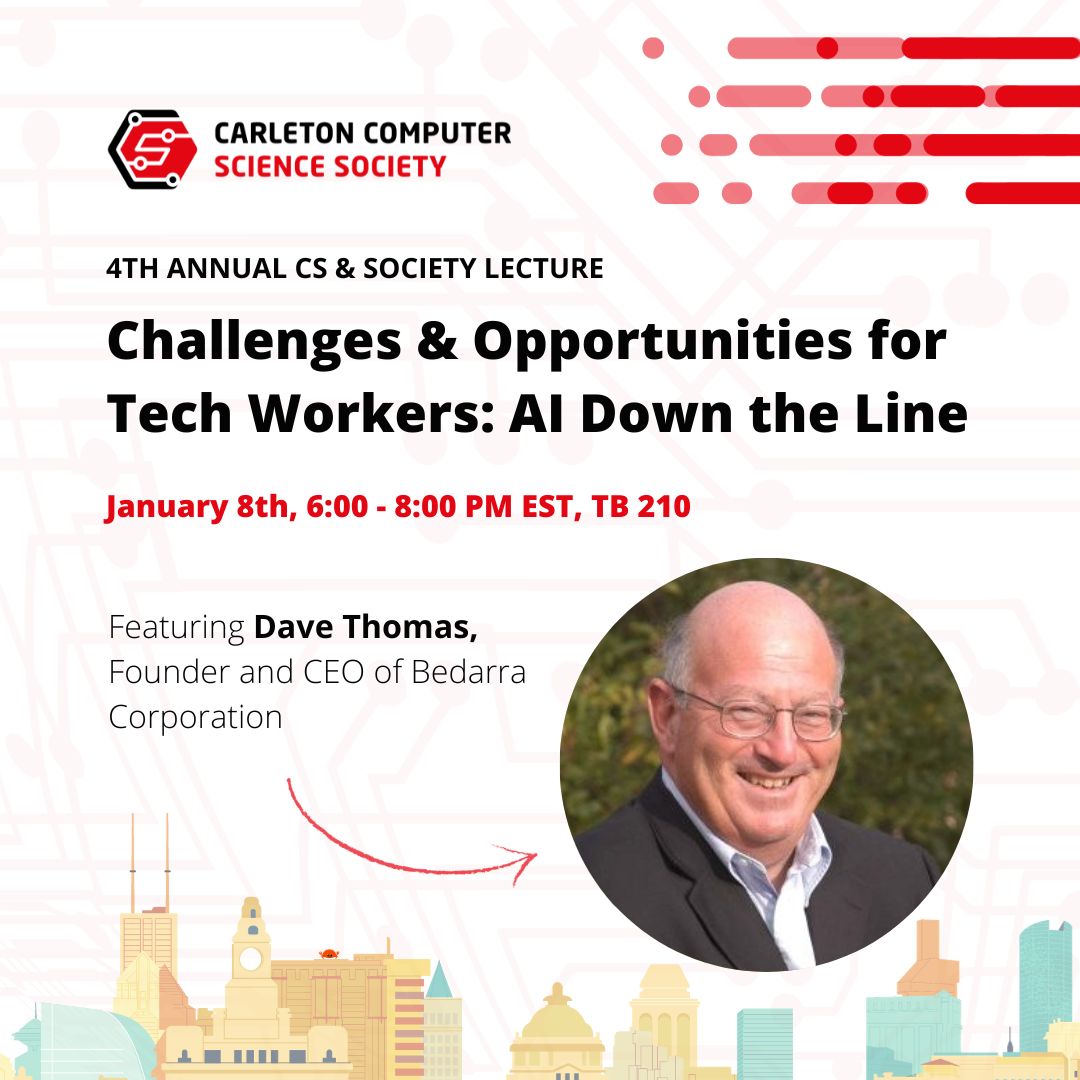 CARLETON COMPUTER
SCIENCE SOCIETY
4TH ANNUAL CS & SOCIETY LECTURE
Challenges & Opportunities for
Tech Workers: AI Down the Line
January 8th, 6:00 - 8:00 PM EST, TB 210
Featuring Dave Thomas,
Founder and CEO of Bedarra
Corporation